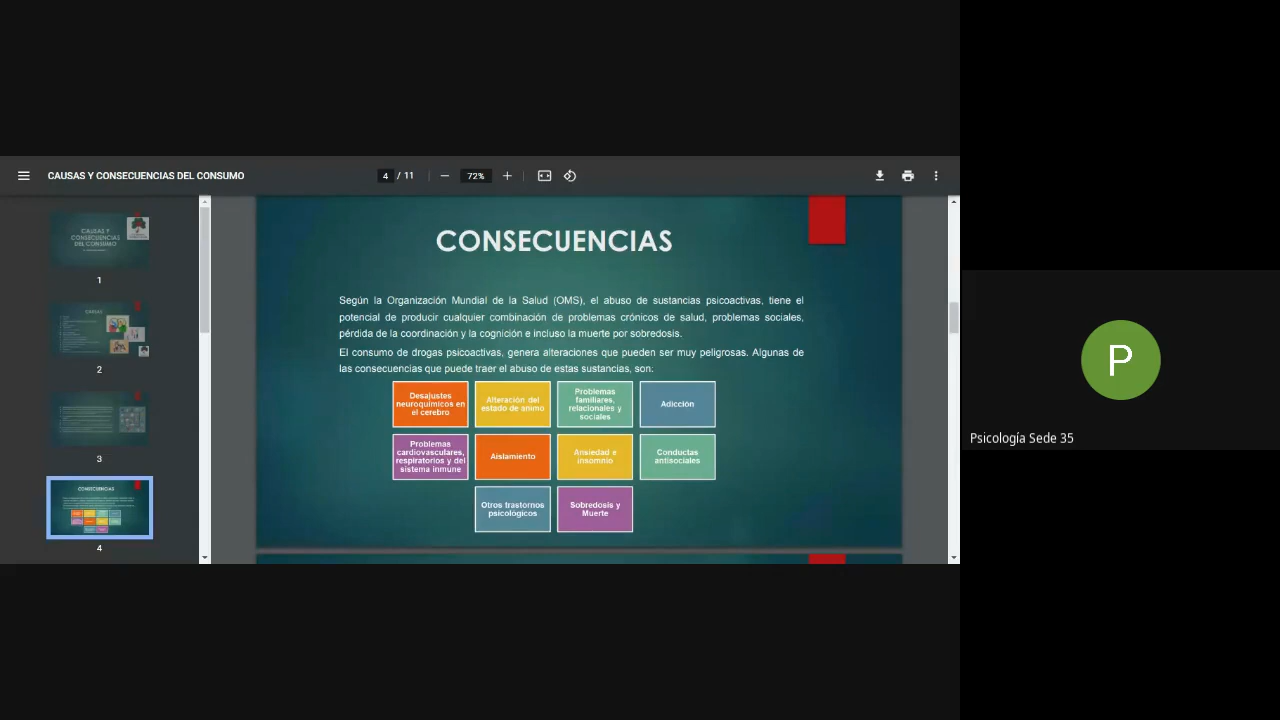 CAUSAS Y CONSECUENCIAS DEL CONSUMO
4 / 11
72%
CAUSAS Y
CONSECUENCIAS
DEL CONSUMO
1
2
3
CONSECUENCIAS
4
CONSECUENCIAS
Según la Organización Mundial de la Salud (OMS), el abuso de sustancias psicoactivas, tiene el
potencial de producir cualquier combinación de problemas crónicos de salud, problemas sociales,
pérdida de la coordinación y la cognición e incluso la muerte por sobredosis.
El consumo de drogas psicoactivas, genera alteraciones que pueden ser muy peligrosas. Algunas de
las consecuencias que puede traer el abuso de estas sustancias, son:
Desajustes
neuroquímicos en
el cerebro
Alteración del
estado de animo
Problemas
familiares,
relacionales y
sociales
Adicción
Problemas
cardiovasculares,
respiratorios y del
sistema inmune
Aislamiento
Ansiedad e
insomnio
Conductas
antisociales
Otros trastornos
psicológicos
Sobredosis y
Muerte
P
Psicología Sede 35